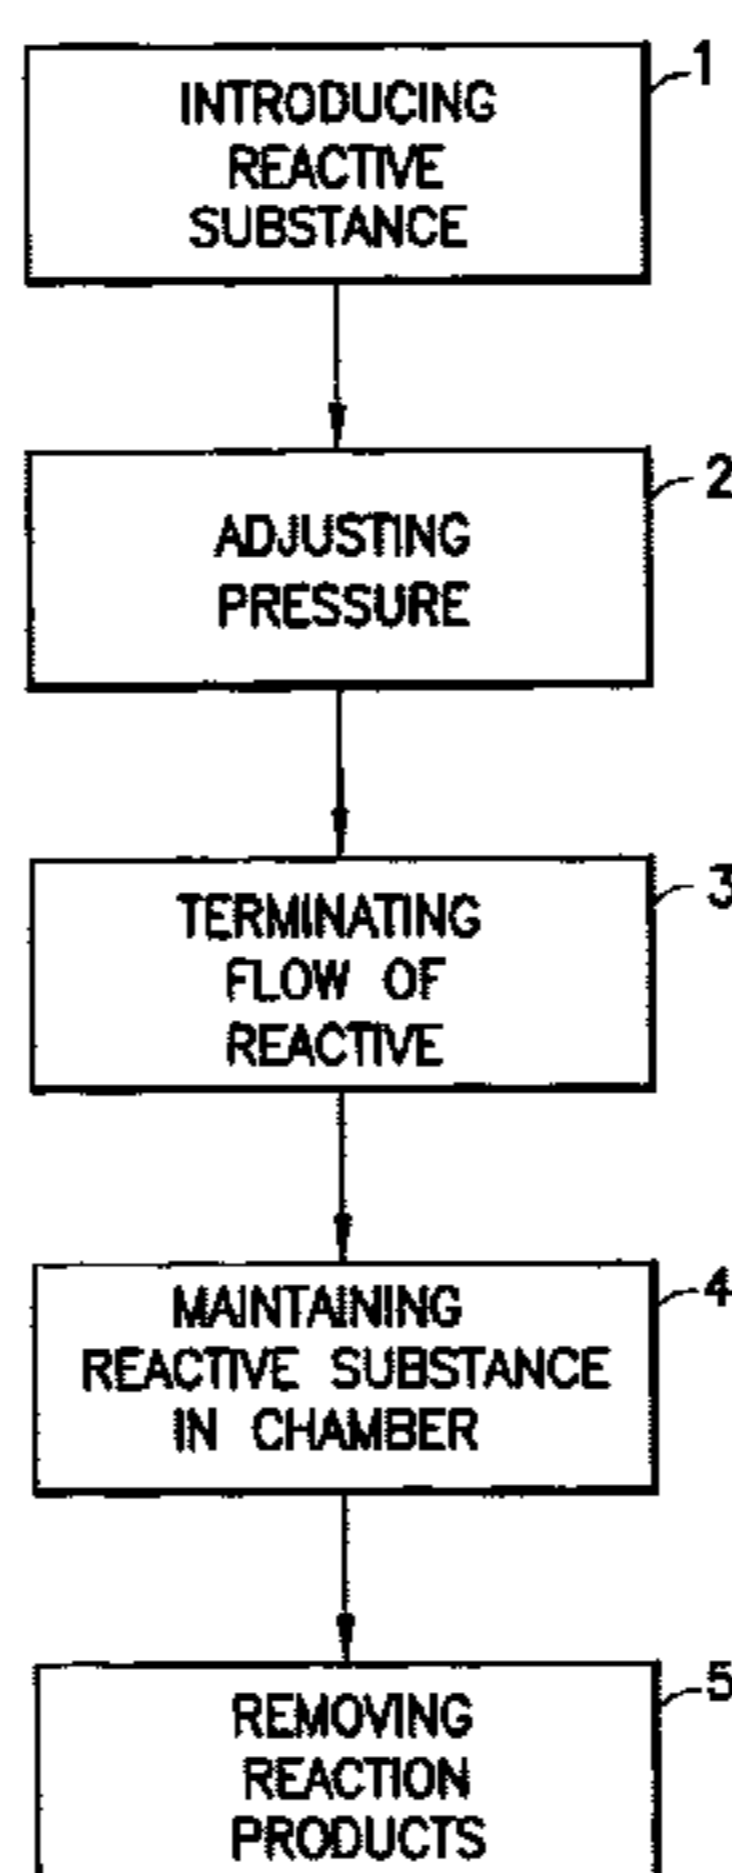 INTRODUCING
REACTIVE
SUBSTANCE
1
ADJUSTING
PRESSURE
2
TERMINATING
FLOW OF
REACTIVE
3
MAINTAINING
REACTIVE SUBSTANCE
IN CHAMBER
4
REMOVING
REACTION
PRODUCTS
5